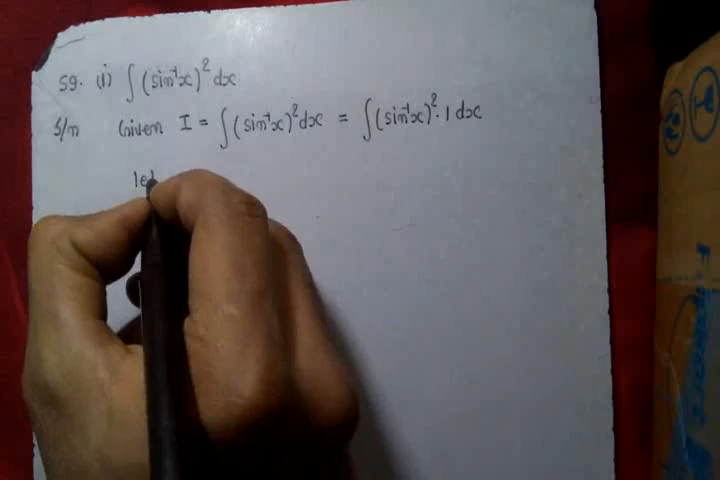 59. (i) ∫(sin⁻¹x)² dx
S/n Given I = ∫(sin⁻¹x)² dx = ∫(sin⁻¹x)² · 1 dx
let